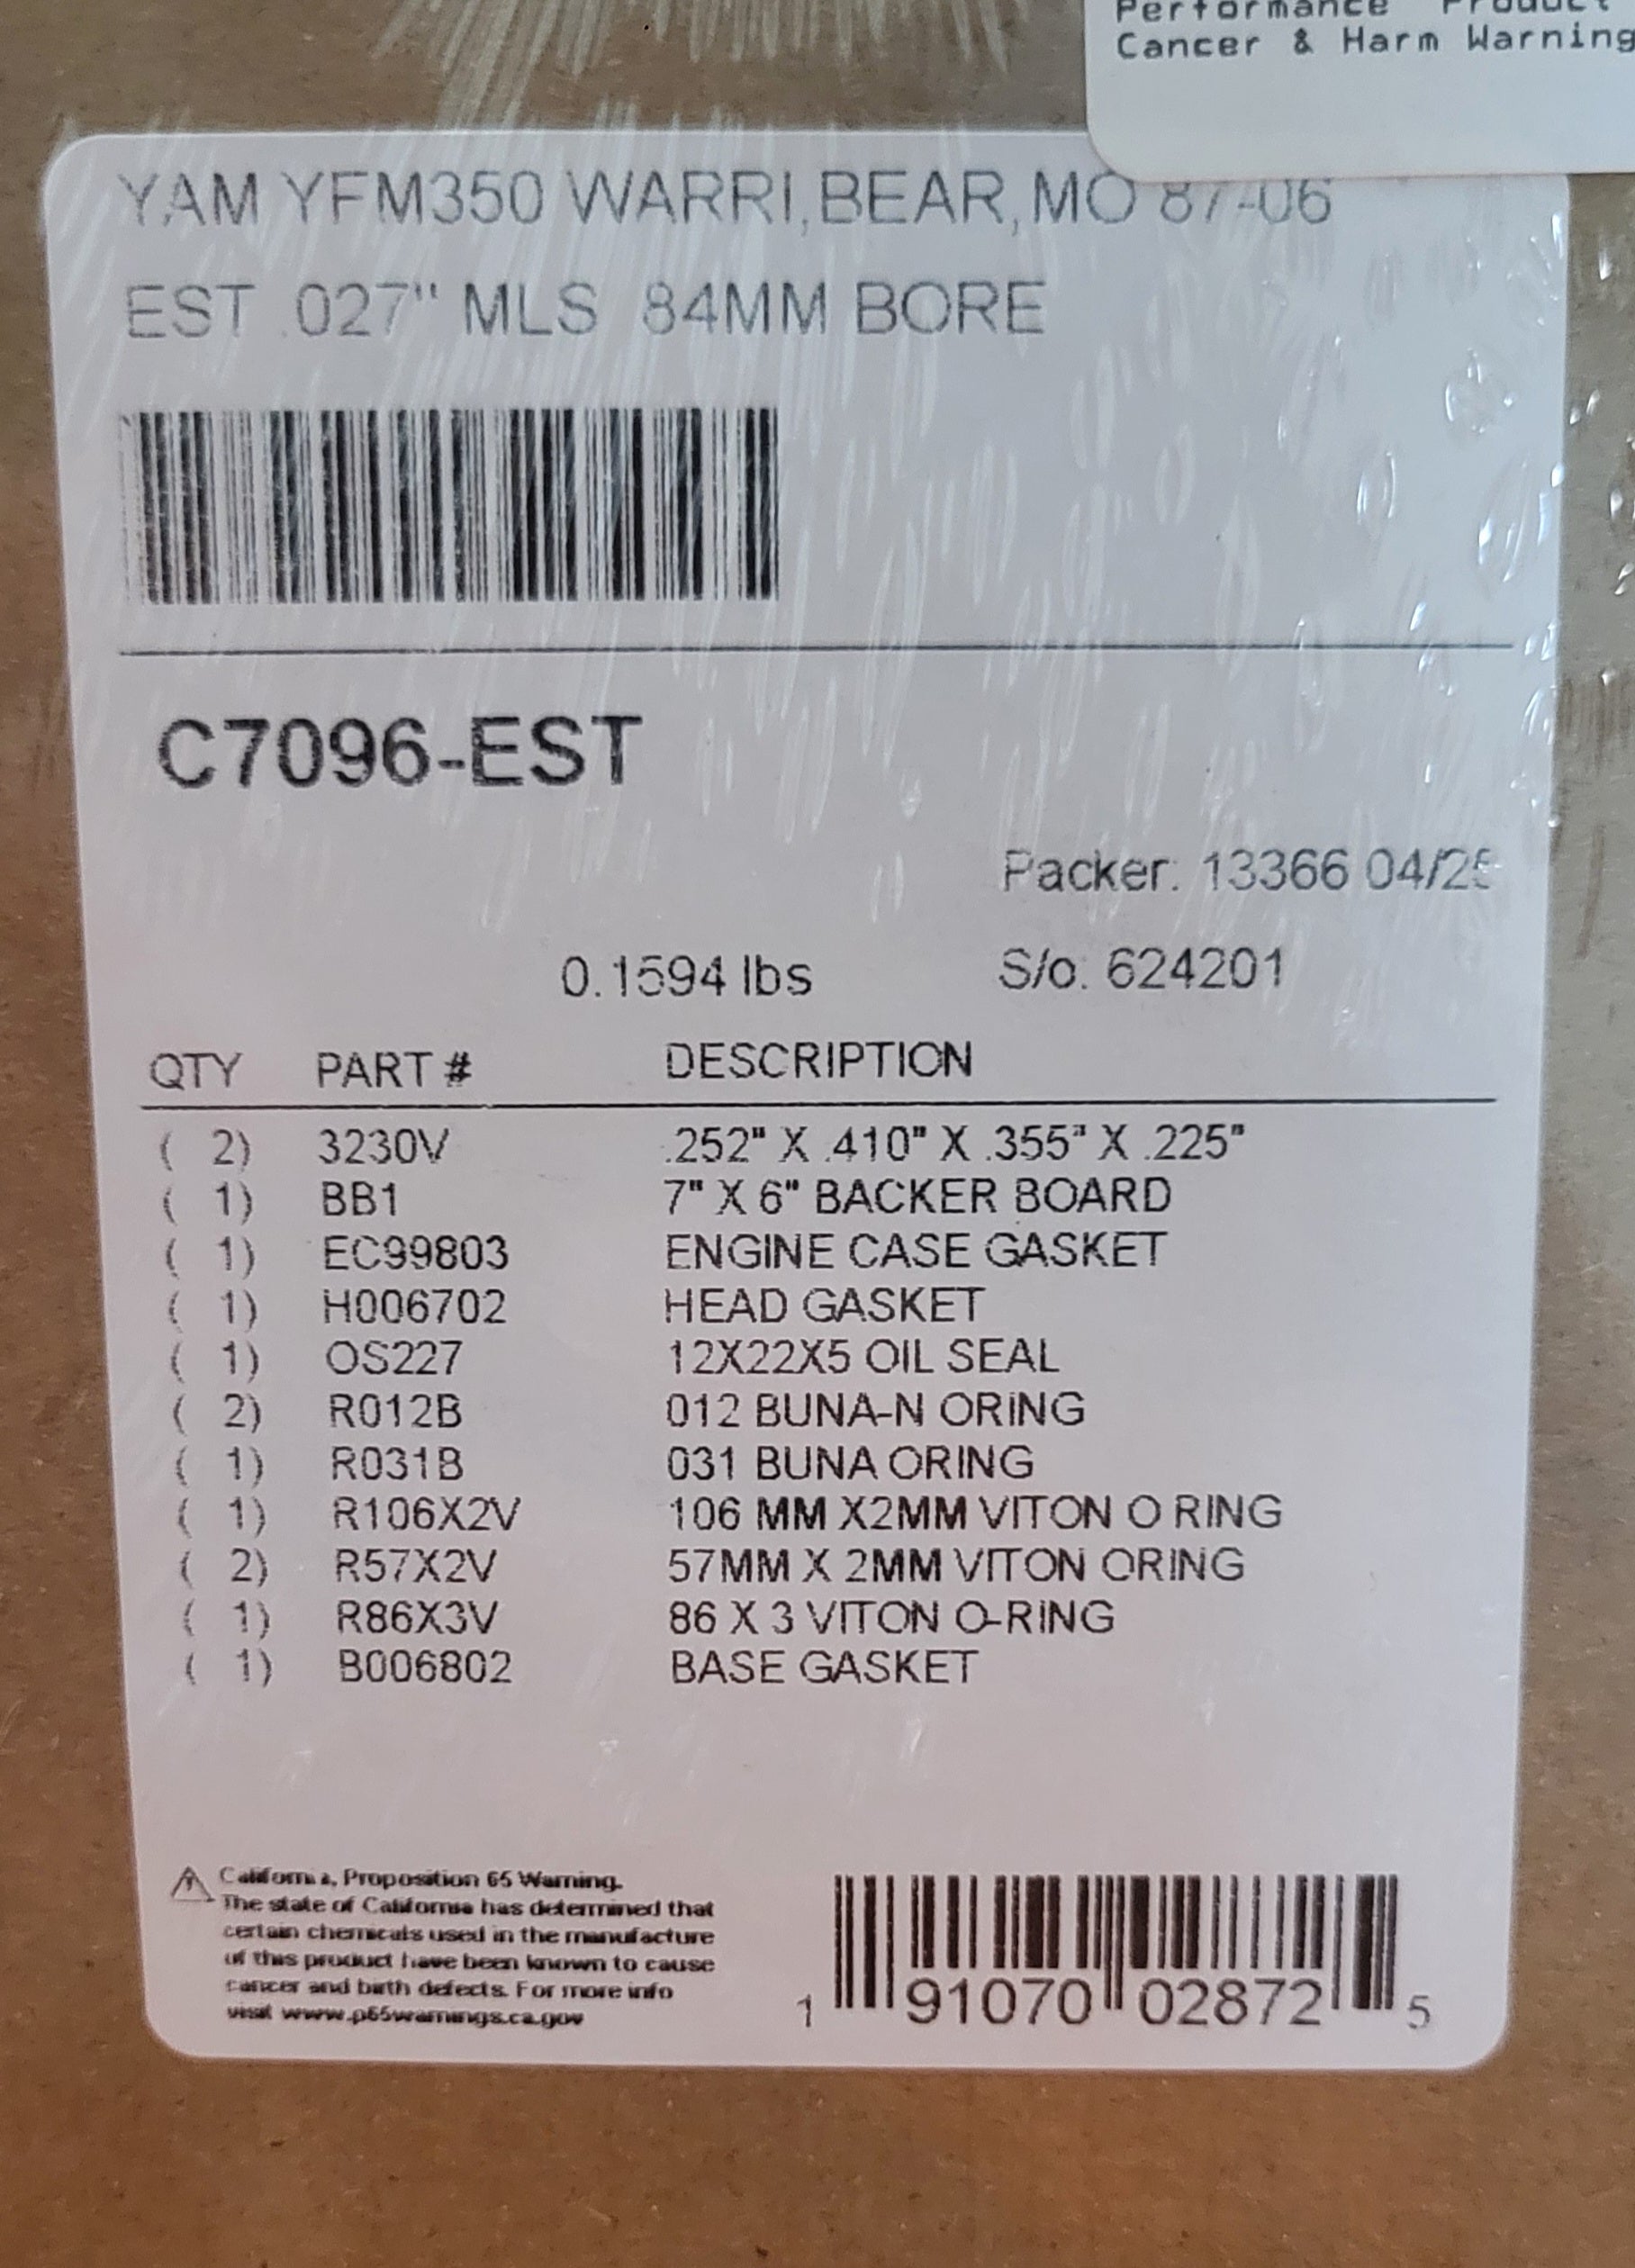 Performance Product
Cancer & Harm Warning
YAM YFM350 WARRI,BEAR,MO 87-06
EST .027" MLS 84MM BORE
C7096-EST
Packer: 13366 04/25
0.1594 lbs
S/o: 624201
QTY PART # DESCRIPTION
( 2) 3230V .252" X .410" X .355" X .225"
( 1) BB1 7" X 6" BACKER BOARD
( 1) EC99803 ENGINE CASE GASKET
( 1) H006702 HEAD GASKET
( 1) OS227 12X22X5 OIL SEAL
( 2) R012B 012 BUNA-N ORING
( 1) R031B 031 BUNA ORING
( 1) R106X2V 106 MM X2MM VITON O RING
( 2) R57X2V 57MM X 2MM VITON ORING
( 1) R86X3V 86 X 3 VITON O-RING
( 1) B006802 BASE GASKET
California, Proposition 65 Warning.
The state of California has determined that
certain chemicals used in the manufacture
of this product have been known to cause
cancer and birth defects. For more info
visit www.p65warnings.ca.gov
1 91070 02872 5